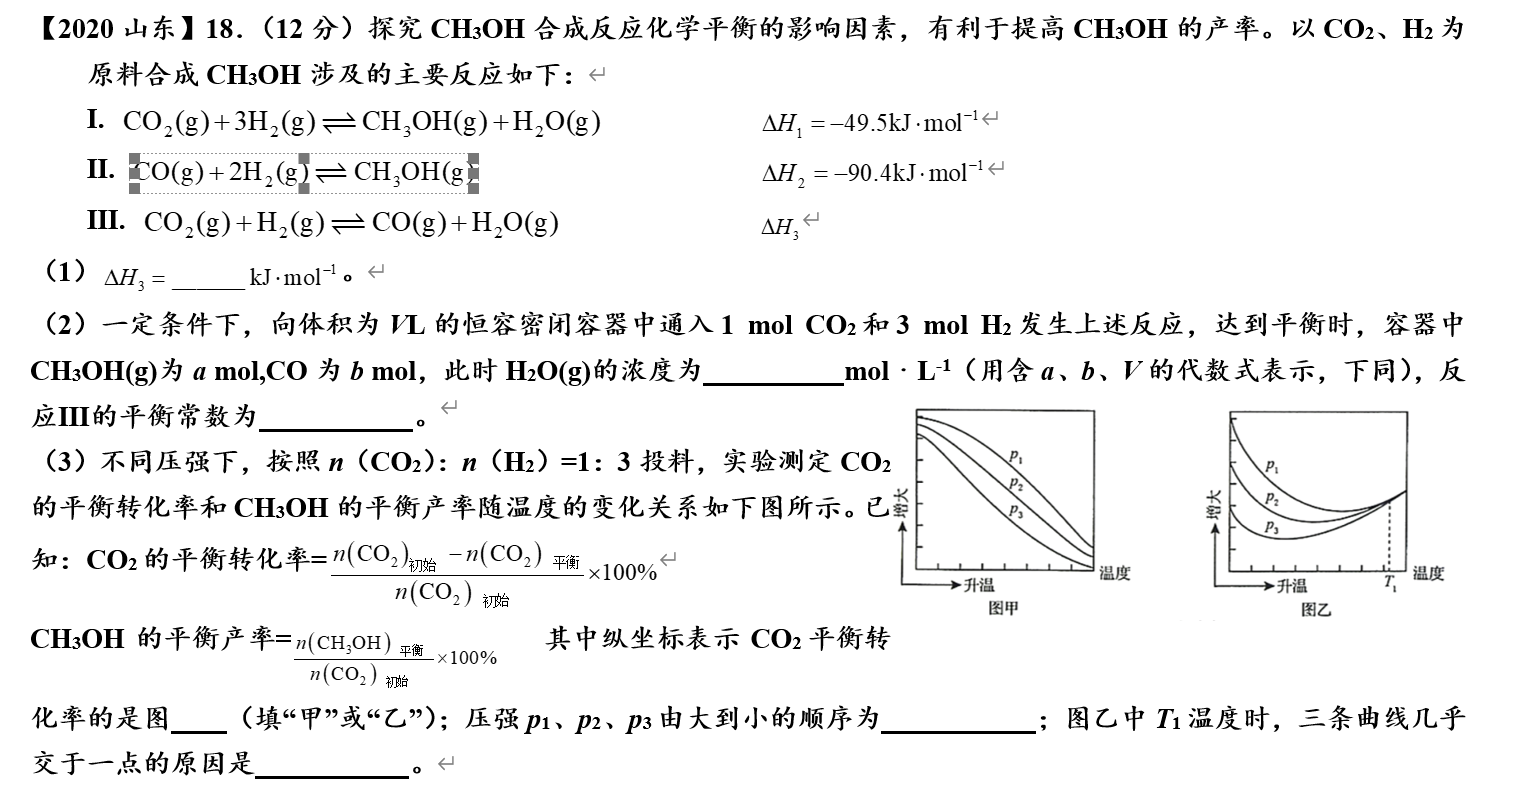 【2020 山东】18.（12 分）探究 CH₃OH 合成反应化学平衡的影响因素，有利于提高 CH₃OH 的产率。以 CO₂、H₂ 为
原料合成 CH₃OH 涉及的主要反应如下：↵
I. CO₂(g)+3H₂(g)⇌CH₃OH(g)+H₂O(g) ΔH₁ =−49.5kJ·mol⁻¹↵
II. CO(g)+2H₂(g)⇌CH₃OH(g) ΔH₂ =−90.4kJ·mol⁻¹↵
III. CO₂(g)+H₂(g)⇌CO(g)+H₂O(g) ΔH₃↵
（1）ΔH₃ = ______ kJ·mol⁻¹。↵
（2）一定条件下，向体积为 VL 的恒容密闭容器中通入 1 mol CO₂ 和 3 mol H₂ 发生上述反应，达到平衡时，容器中
CH₃OH(g)为 a mol,CO 为 b mol，此时 H₂O(g)的浓度为__________mol﹒L⁻¹（用含 a、b、V 的代数式表示，下同），反
应III的平衡常数为___________。↵
（3）不同压强下，按照 n（CO₂）：n（H₂）=1：3 投料，实验测定 CO₂
的平衡转化率和 CH₃OH 的平衡产率随温度的变化关系如下图所示。已
知：CO₂ 的平衡转化率= n(CO₂)初始 −n(CO₂) 平衡 / n(CO₂) 初始 ×100%↵
CH₃OH 的平衡产率= n(CH₃OH) 平衡 / n(CO₂) 初始 ×100% 其中纵坐标表示 CO₂ 平衡转
增大
p₁
p₂
p₃
升温
温度
图甲
增大
p₁
p₂
p₃
升温
T₁
温度
图乙
化率的是图____（填“甲”或“乙”）；压强 p₁、p₂、p₃ 由大到小的顺序为___________；图乙中 T₁ 温度时，三条曲线几乎
交于一点的原因是___________。↵